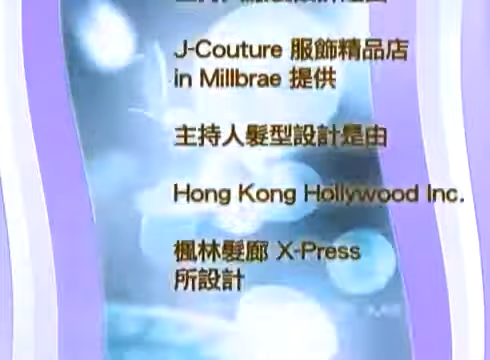 J-Couture 服飾精品店
in Millbrae 提供
主持人髮型設計是由
Hong Kong Hollywood Inc.
楓林髮廊 X-Press
所設計